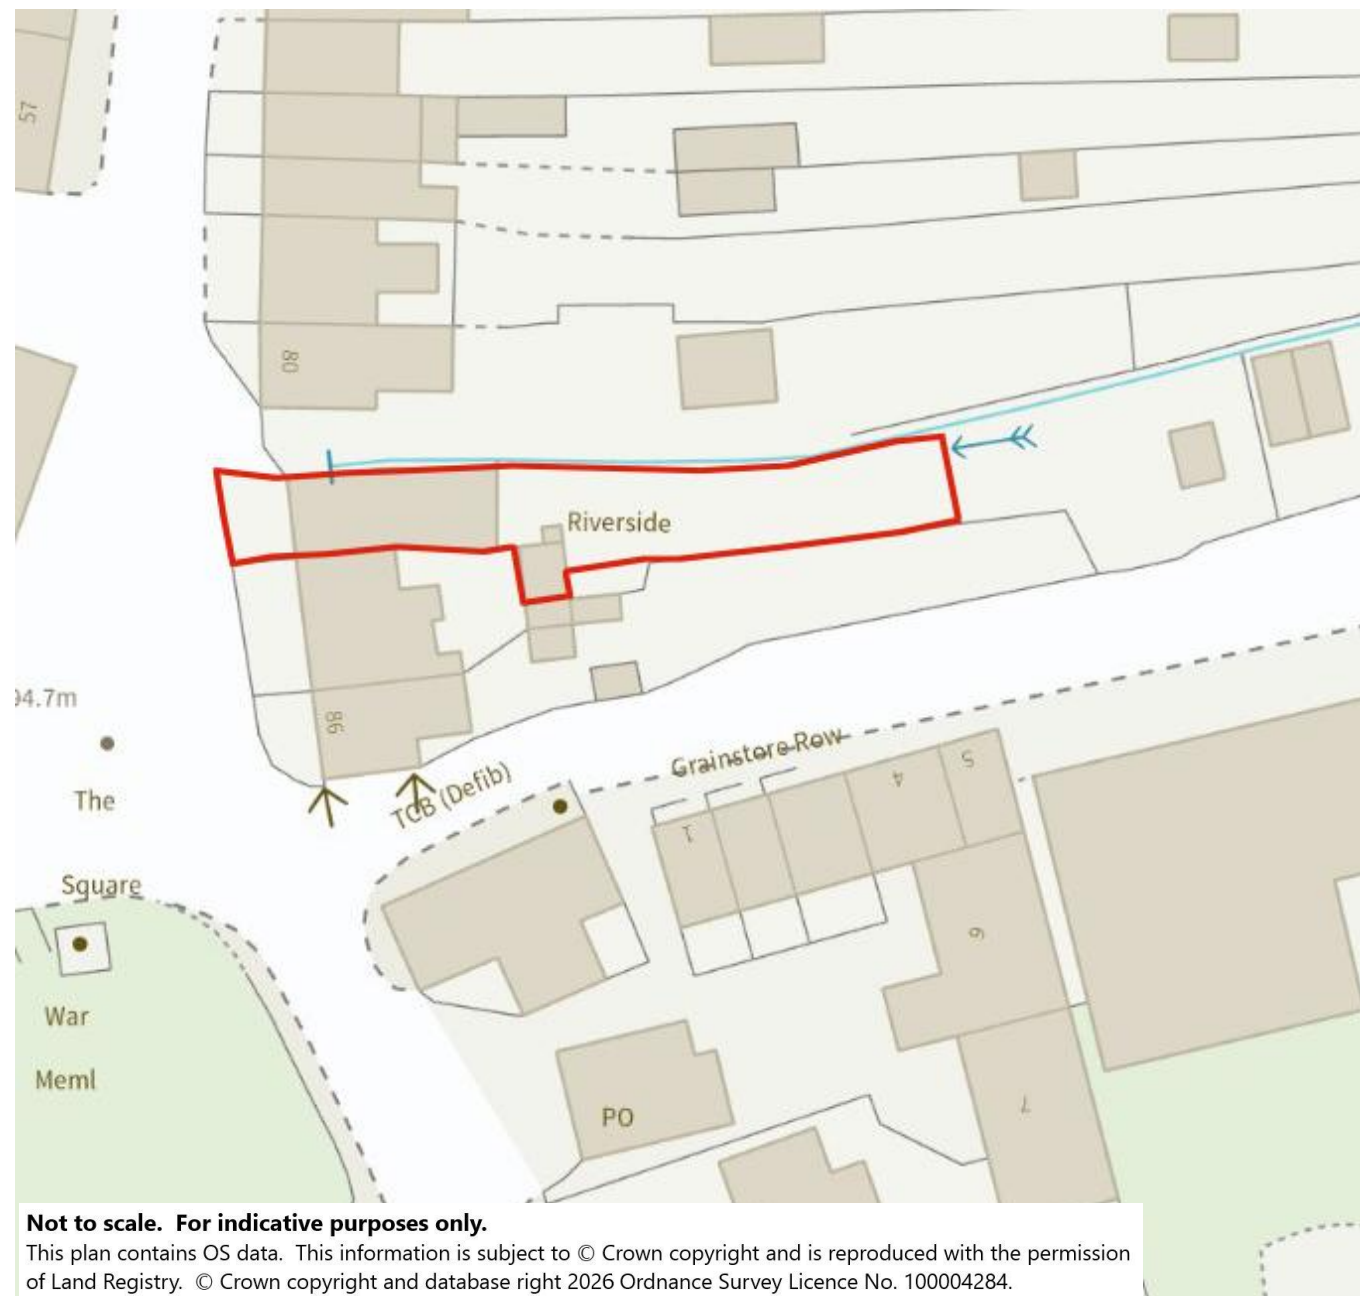 57
80
Riverside
94.7m
86
The
Square
TCB (Defib)
Grainstore Row
5
4
1
6
War
Meml
PO
7
Not to scale. For indicative purposes only.
This plan contains OS data. This information is subject to © Crown copyright and is reproduced with the permission
of Land Registry. © Crown copyright and database right 2026 Ordnance Survey Licence No. 100004284.